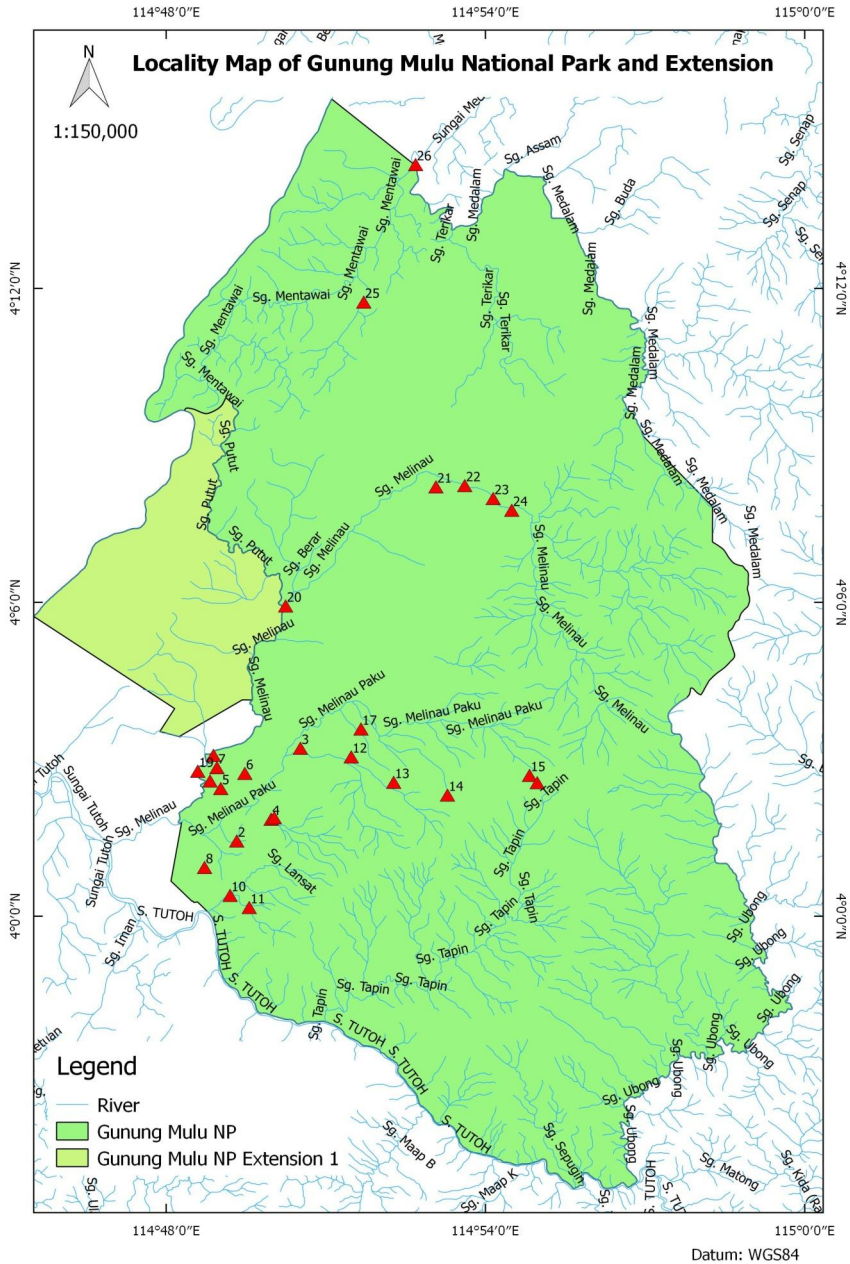 114°48′0″E
114°54′0″E
115°0′0″E
Locality Map of Gunung Mulu National Park and Extension
N
1:150,000
26
Sg. Assam
Sg. Senap
Sg. Mentawai
Sg. Terikar
Sg. Medalam
Sg. Medalam
Sg. Buda
Sg. Senap
4°12′0″N
4°12′0″N
Sg. Mentawai
Sg. Mentawai
25
Sg. Mentawai
Sg. Terikar
Sg. Terikar
Sg. Medalam
Sg. Medalam
Sg. Mentawai
Sg. Medalam
Sg. Putut
Sg. Medalam
Sg. Medalam
Sg. Melinau
21
22
23
24
Sg. Putut
Sg. Medalam
Sg. Putut
Sg. Berar
Sg. Melinau
Sg. Melinau
4°6′0″N
4°6′0″N
20
Sg. Melinau
Sg. Melinau
Sg. Melinau
Sg. Melinau Paku
Sg. Melinau
17
Sg. Melinau Paku
Sg. Melinau Paku
3
12
Tutoh
19
7
6
5
13
14
15
Sg. Tapin
Sungai Tutoh
Sg. Melinau
Sg. Melinau Paku
4
2
Sungai Tutoh
8
Sg. Lansat
Sg. Tapin
10
11
Sg. Tapin
Sg. Tapin
4°0′0″N
4°0′0″N
S. TUTOH
Sg. Iman
S. TUTOH
Sg. Ubong
Sg. Ubong
Sg. Tapin
Sg. Tapin
Sg. Tapin
S. TUTOH
Sg. Tapin
Sg. Ubong
S. TUTOH
S. TUTOH
Sg. Ubong
Sg. Ubong
Sg. Ubong
Sg. Ubong
Sg. Ubong
S. TUTOH
Sg. Maap B
Sg. Sepugin
Sg. Maap K
S. TUTOH
Sg. Matong
Legend
River
Gunung Mulu NP
Gunung Mulu NP Extension 1
114°48′0″E
114°54′0″E
115°0′0″E
Datum: WGS84